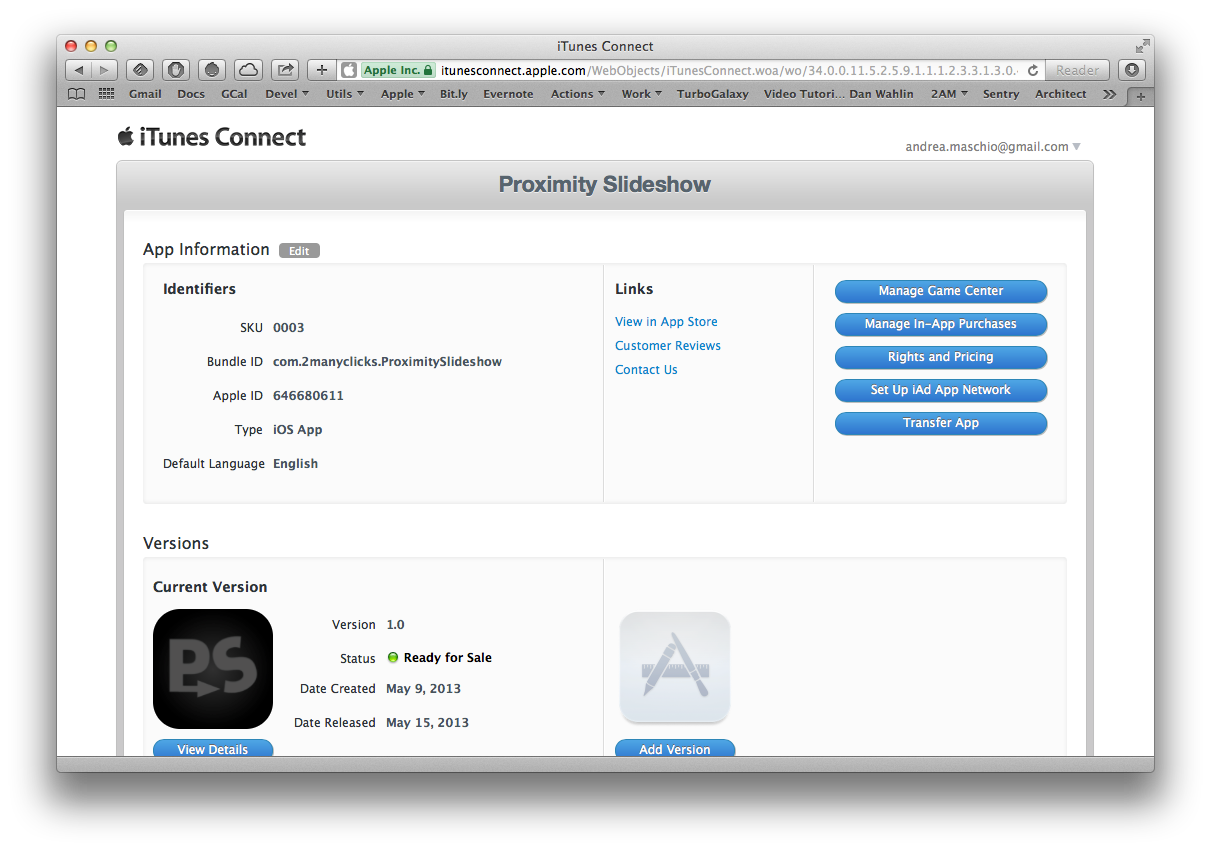 iTunes Connect
Apple Inc. itunesconnect.apple.com/WebObjects/iTunesConnect.woa/wo/34.0.0.11.5.2.5.9.1.1.1.2.3.3.1.3.0. Reader
Gmail Docs GCal Devel Utils Apple Bit.ly Evernote Actions Work TurboGalaxy Video Tutori... Dan Wahlin 2AM Sentry Architect
iTunes Connect
andrea.maschio@gmail.com
Proximity Slideshow
App Information Edit
Identifiers
SKU 0003
Bundle ID com.2manyclicks.ProximitySlideshow
Apple ID 646680611
Type iOS App
Default Language English
Links
View in App Store
Customer Reviews
Contact Us
Manage Game Center
Manage In-App Purchases
Rights and Pricing
Set Up iAd App Network
Transfer App
Versions
Current Version
PS
Version 1.0
Status Ready for Sale
Date Created May 9, 2013
Date Released May 15, 2013
View Details
Add Version